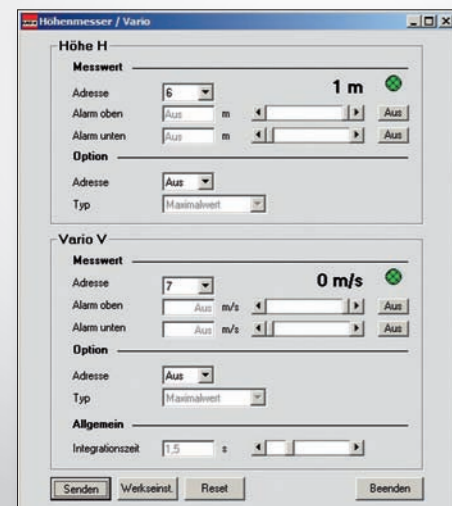 Höhenmesser / Vario
Höhe H
Messwert
Adresse 6 1 m
Alarm oben Aus m Aus
Alarm unten Aus m Aus
Option
Adresse Aus
Typ Maximalwert
Vario V
Messwert
Adresse 7 0 m/s
Alarm oben Aus m/s Aus
Alarm unten Aus m/s Aus
Option
Adresse Aus
Typ Maximalwert
Allgemein
Integrationszeit 1,5 s
Senden Werkseinst. Reset Beenden